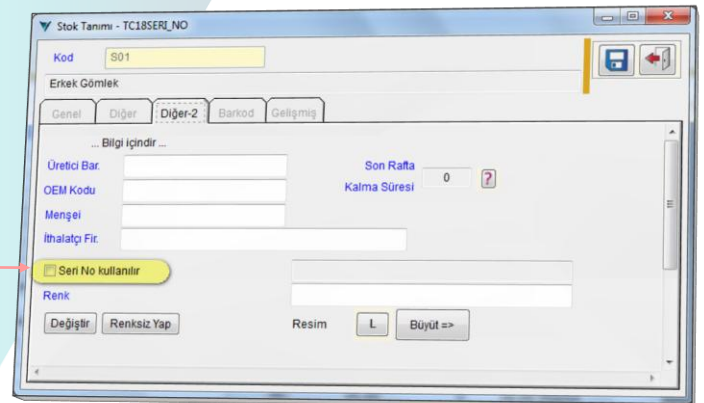 Stok Tanımı - TC18SERI_NO
Kod S01
Erkek Gömlek
Genel Diğer Diğer-2 Barkod Gelişmiş
... Bilgi içindir ...
Üretici Bar. Son Rafta
OEM Kodu Kalma Süresi 0 ?
Menşei
İthalatçı Fir.
Seri No kullanılır
Renk
Değiştir Renksiz Yap Resim L Büyüt =>